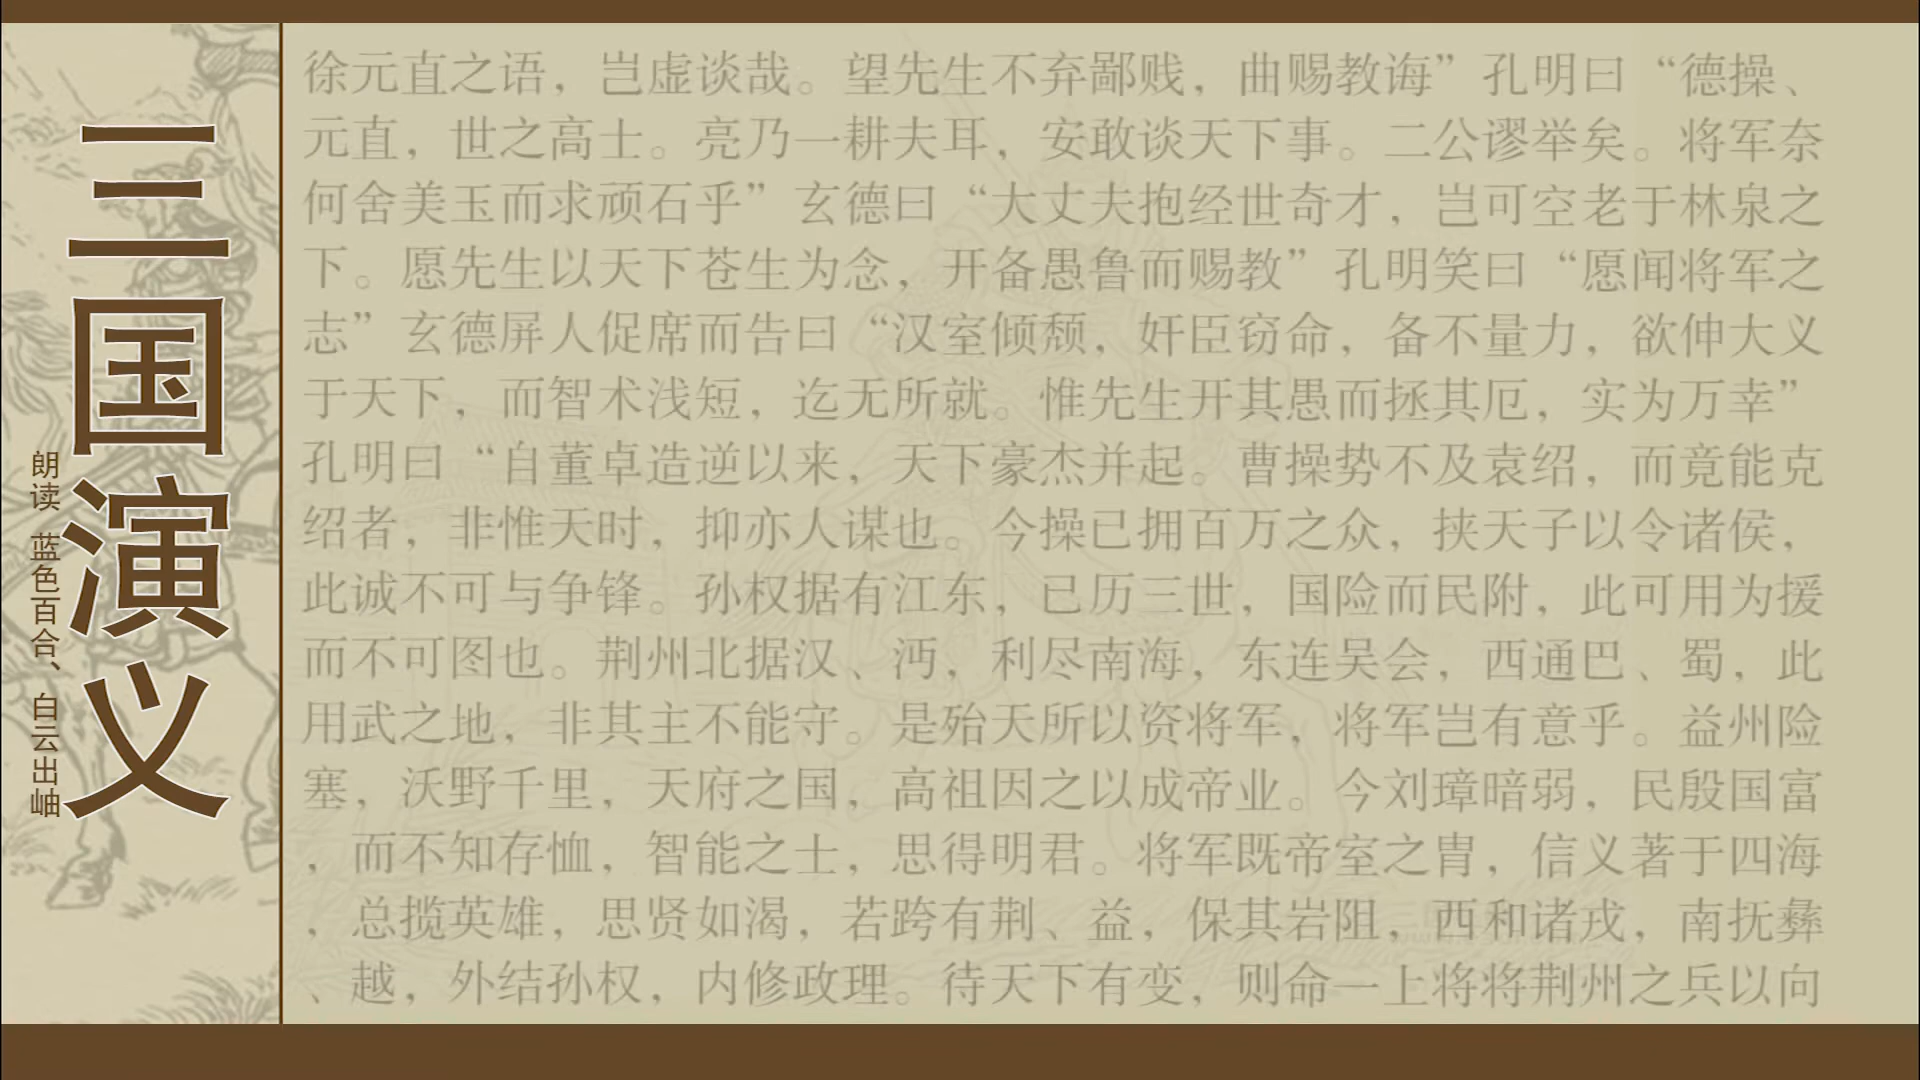 三国演义
朗读 蓝色百合、白云出岫
徐元直之语，岂虚谈哉。望先生不弃鄙贱，曲赐教诲”孔明曰“德操、
元直，世之高士。亮乃一耕夫耳，安敢谈天下事。二公谬举矣。将军奈
何舍美玉而求顽石乎”玄德曰“大丈夫抱经世奇才，岂可空老于林泉之
下。愿先生以天下苍生为念，开备愚鲁而赐教”孔明笑曰“愿闻将军之
志”玄德屏人促席而告曰“汉室倾颓，奸臣窃命，备不量力，欲伸大义
于天下，而智术浅短，迄无所就。惟先生开其愚而拯其厄，实为万幸”
孔明曰“自董卓造逆以来，天下豪杰并起。曹操势不及袁绍，而竟能克
绍者，非惟天时，抑亦人谋也。今操已拥百万之众，挟天子以令诸侯，
此诚不可与争锋。孙权据有江东，已历三世，国险而民附，此可用为援
而不可图也。荆州北据汉、沔，利尽南海，东连吴会，西通巴、蜀，此
用武之地，非其主不能守。是殆天所以资将军，将军岂有意乎。益州险
塞，沃野千里，天府之国，高祖因之以成帝业。今刘璋暗弱，民殷国富
，而不知存恤，智能之士，思得明君。将军既帝室之胄，信义著于四海
，总揽英雄，思贤如渴，若跨有荆、益，保其岩阻，西和诸戎，南抚彝
、越，外结孙权，内修政理。待天下有变，则命一上将将荆州之兵以向